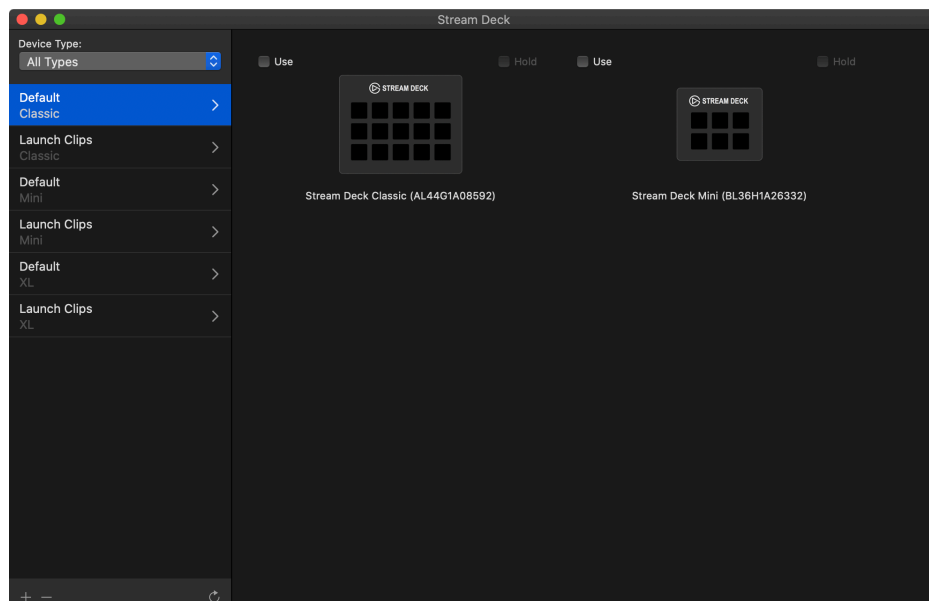 Stream Deck
Device Type:
All Types
Default
Classic
Launch Clips
Classic
Default
Mini
Launch Clips
Mini
Default
XL
Launch Clips
XL
Use
Hold
STREAM DECK
Stream Deck Classic (AL44G1A08592)
Use
Hold
STREAM DECK
Stream Deck Mini (BL36H1A26332)